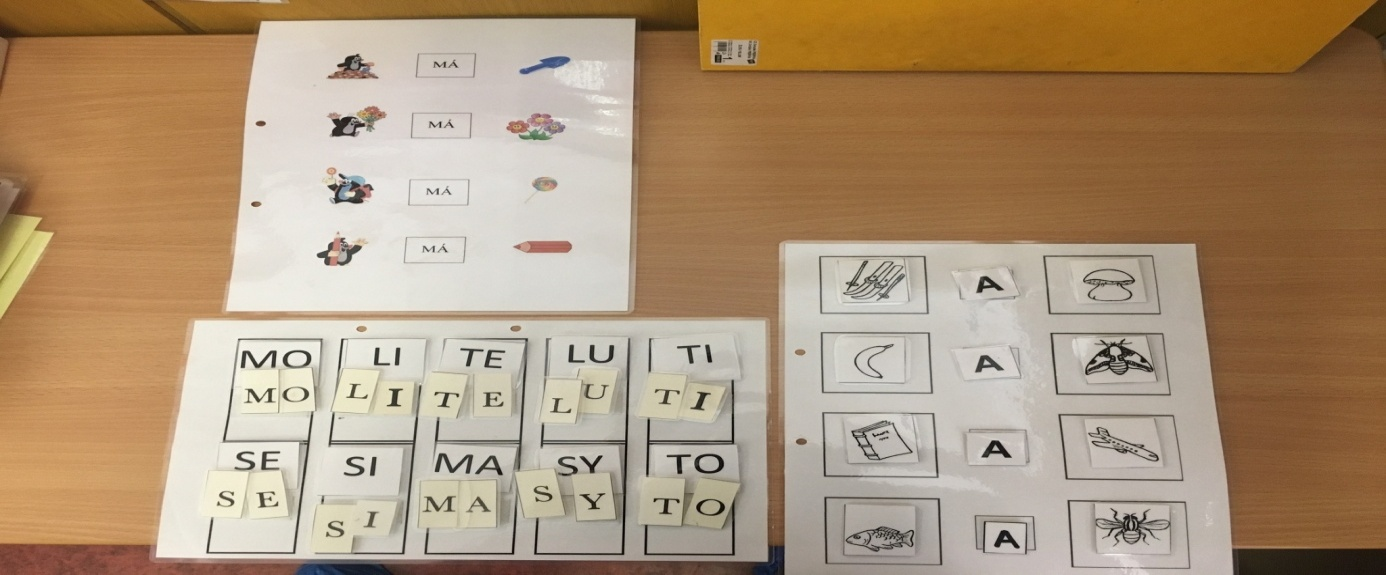 MÁ
MÁ
MÁ
MÁ
MO LI TE LU TI
MO LI TE LU TI
SE SI MA SY TO
SE SI MA SY TO
A
A
A
A